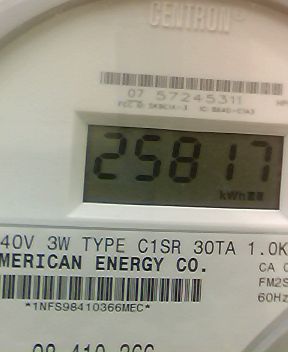 CENTRON
07 57245311
25817
kWh
40V 3W TYPE C1SR 30TA 1.0K
MERICAN ENERGY CO.
CA 0
FM2S
60Hz
*1NFS98410366MEC*